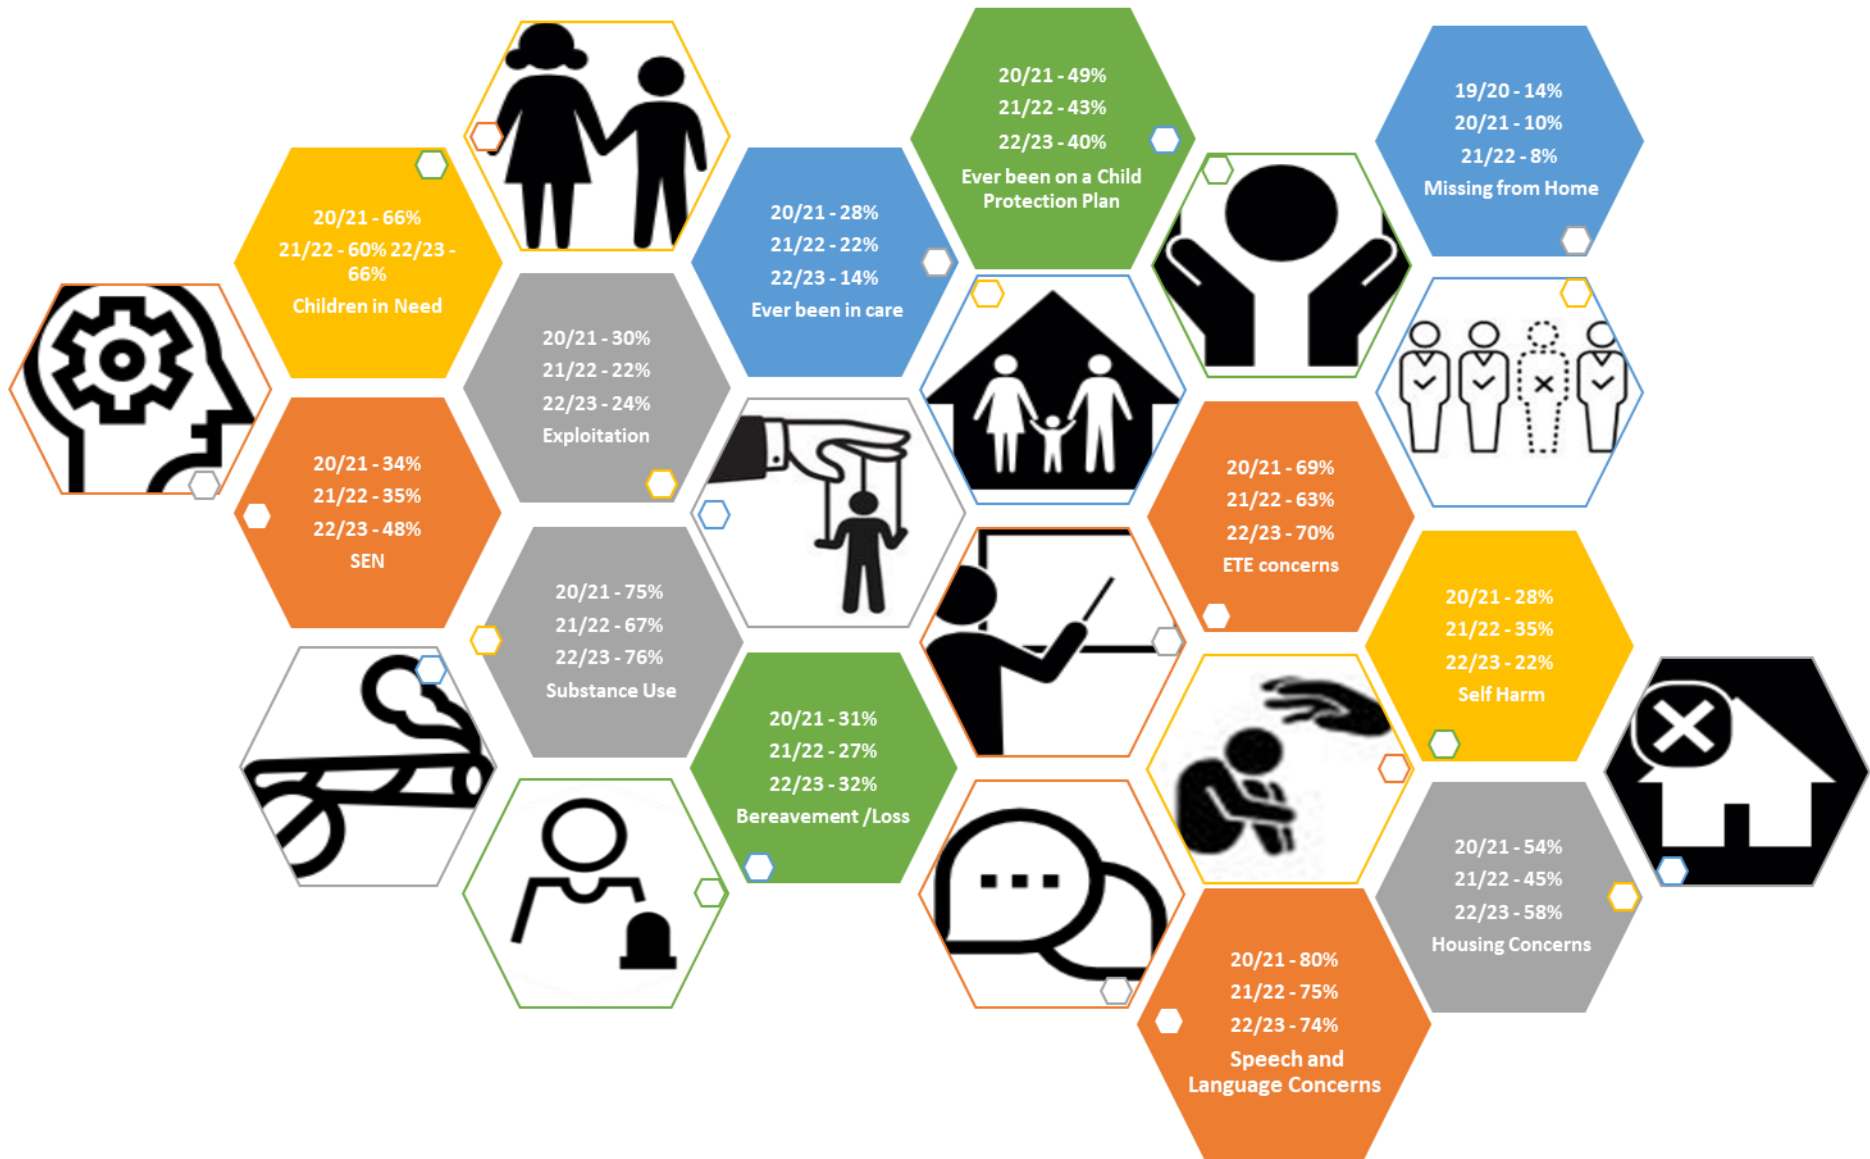 20/21 - 49%
21/22 - 43%
22/23 - 40%
Ever been on a Child
Protection Plan
19/20 - 14%
20/21 - 10%
21/22 - 8%
Missing from Home
20/21 - 66%
21/22 - 60% 22/23 -
66%
Children in Need
20/21 - 28%
21/22 - 22%
22/23 - 14%
Ever been in care
20/21 - 30%
21/22 - 22%
22/23 - 24%
Exploitation
20/21 - 34%
21/22 - 35%
22/23 - 48%
SEN
20/21 - 69%
21/22 - 63%
22/23 - 70%
ETE concerns
20/21 - 75%
21/22 - 67%
22/23 - 76%
Substance Use
20/21 - 28%
21/22 - 35%
22/23 - 22%
Self Harm
20/21 - 31%
21/22 - 27%
22/23 - 32%
Bereavement /Loss
20/21 - 54%
21/22 - 45%
22/23 - 58%
Housing Concerns
20/21 - 80%
21/22 - 75%
22/23 - 74%
Speech and
Language Concerns